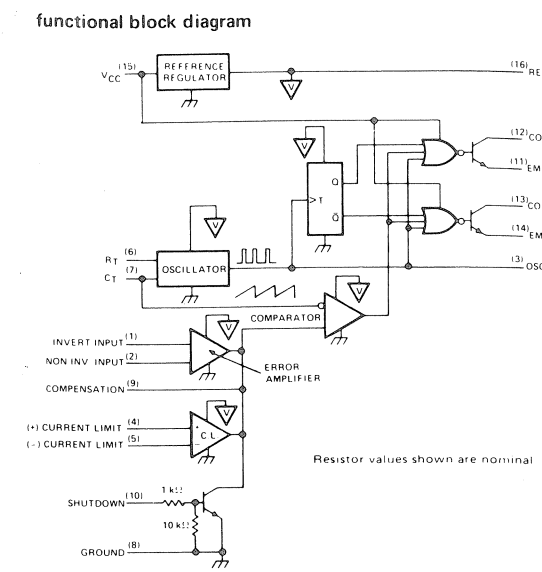 functional block diagram
VCC (15)
REFERENCE
REGULATOR
V
(16) RE
(12) CO
(11) EM
V
Q
T
Q̅
(13) CO
(14) EM
V
RT (6)
CT (7)
OSCILLATOR
(3) OSC
V
COMPARATOR
V
INVERT INPUT (1)
NON INV INPUT (2)
ERROR
AMPLIFIER
COMPENSATION (9)
V
(+) CURRENT LIMIT (4)
(−) CURRENT LIMIT (5)
+
CL
−
Resistor values shown are nominal
1 kΩ
SHUTDOWN (10)
10 kΩ
GROUND (8)